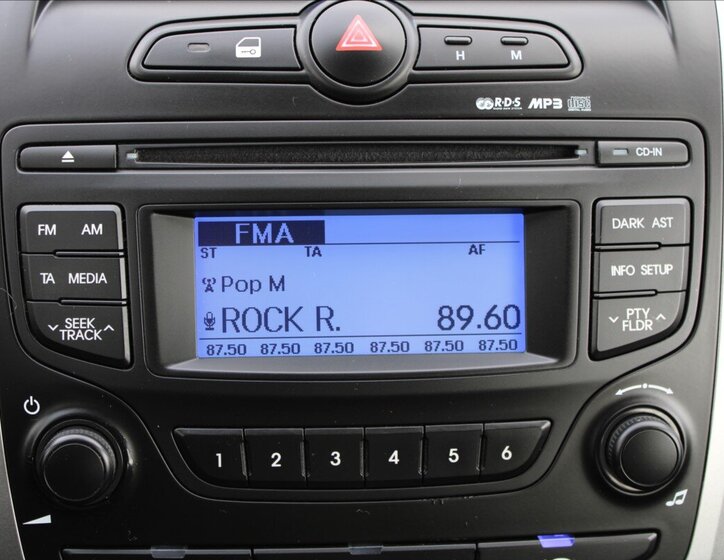 H M
R·D·S MP3 disc
CD-IN
FM AM
TA MEDIA
SEEK
TRACK
FMA
ST TA AF
Pop M
ROCK R. 89.60
87.50 87.50 87.50 87.50 87.50 87.50
DARK AST
INFO SETUP
PTY
FLDR
1 2 3 4 5 6